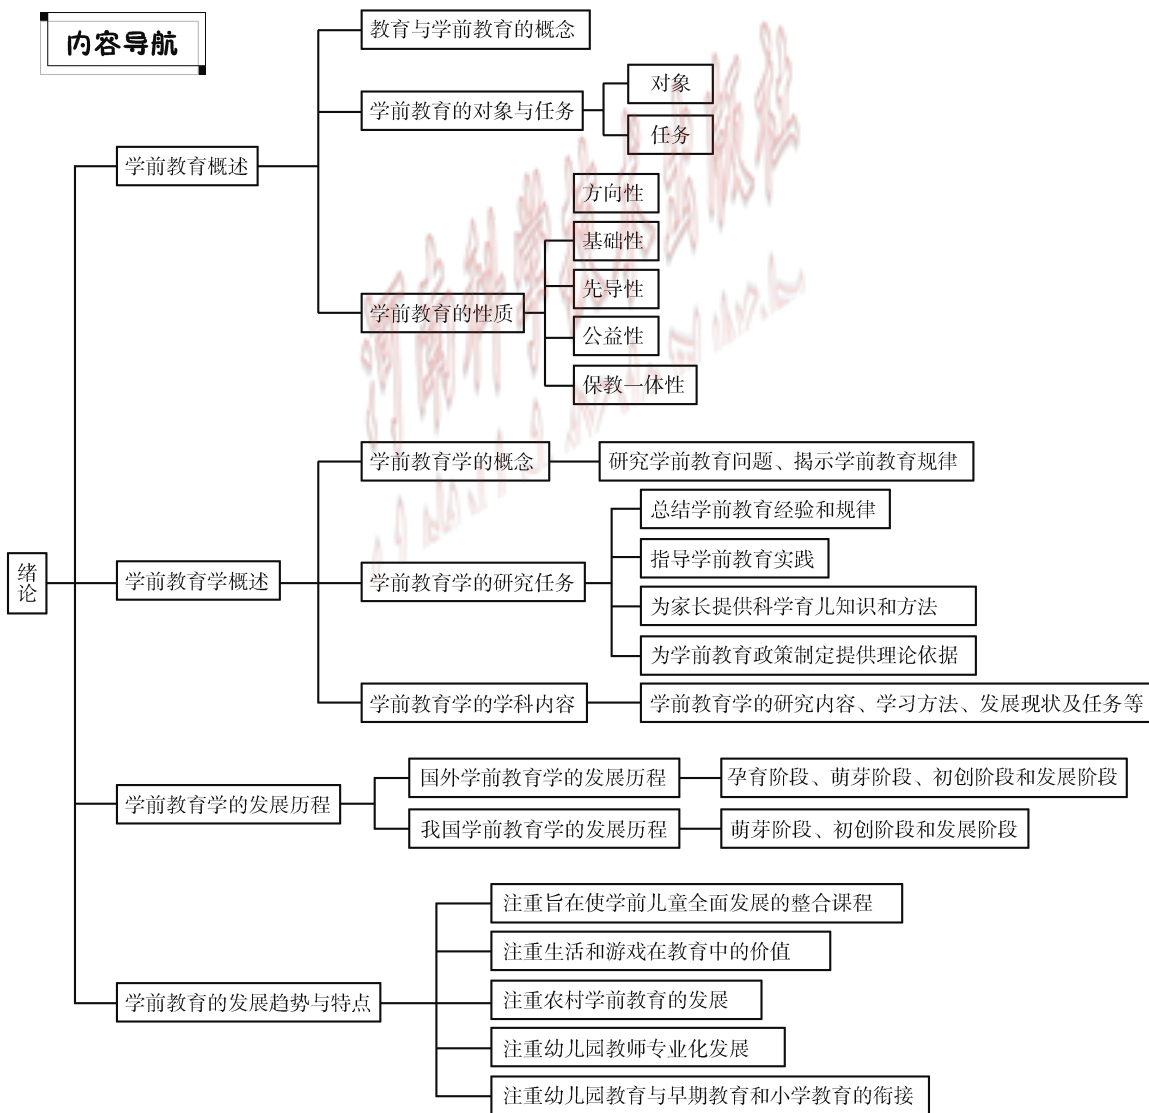 内容导航
绪论
学前教育概述
教育与学前教育的概念
学前教育的对象与任务
对象
任务
学前教育的性质
方向性
基础性
先导性
公益性
保教一体性
学前教育学概述
学前教育学的概念
研究学前教育问题、揭示学前教育规律
学前教育学的研究任务
总结学前教育经验和规律
指导学前教育实践
为家长提供科学育儿知识和方法
为学前教育政策制定提供理论依据
学前教育学的学科内容
学前教育学的研究内容、学习方法、发展现状及任务等
学前教育学的发展历程
国外学前教育学的发展历程
孕育阶段、萌芽阶段、初创阶段和发展阶段
我国学前教育学的发展历程
萌芽阶段、初创阶段和发展阶段
学前教育的发展趋势与特点
注重旨在使学前儿童全面发展的整合课程
注重生活和游戏在教育中的价值
注重农村学前教育的发展
注重幼儿园教师专业化发展
注重幼儿园教育与早期教育和小学教育的衔接
河南科学技术出版社